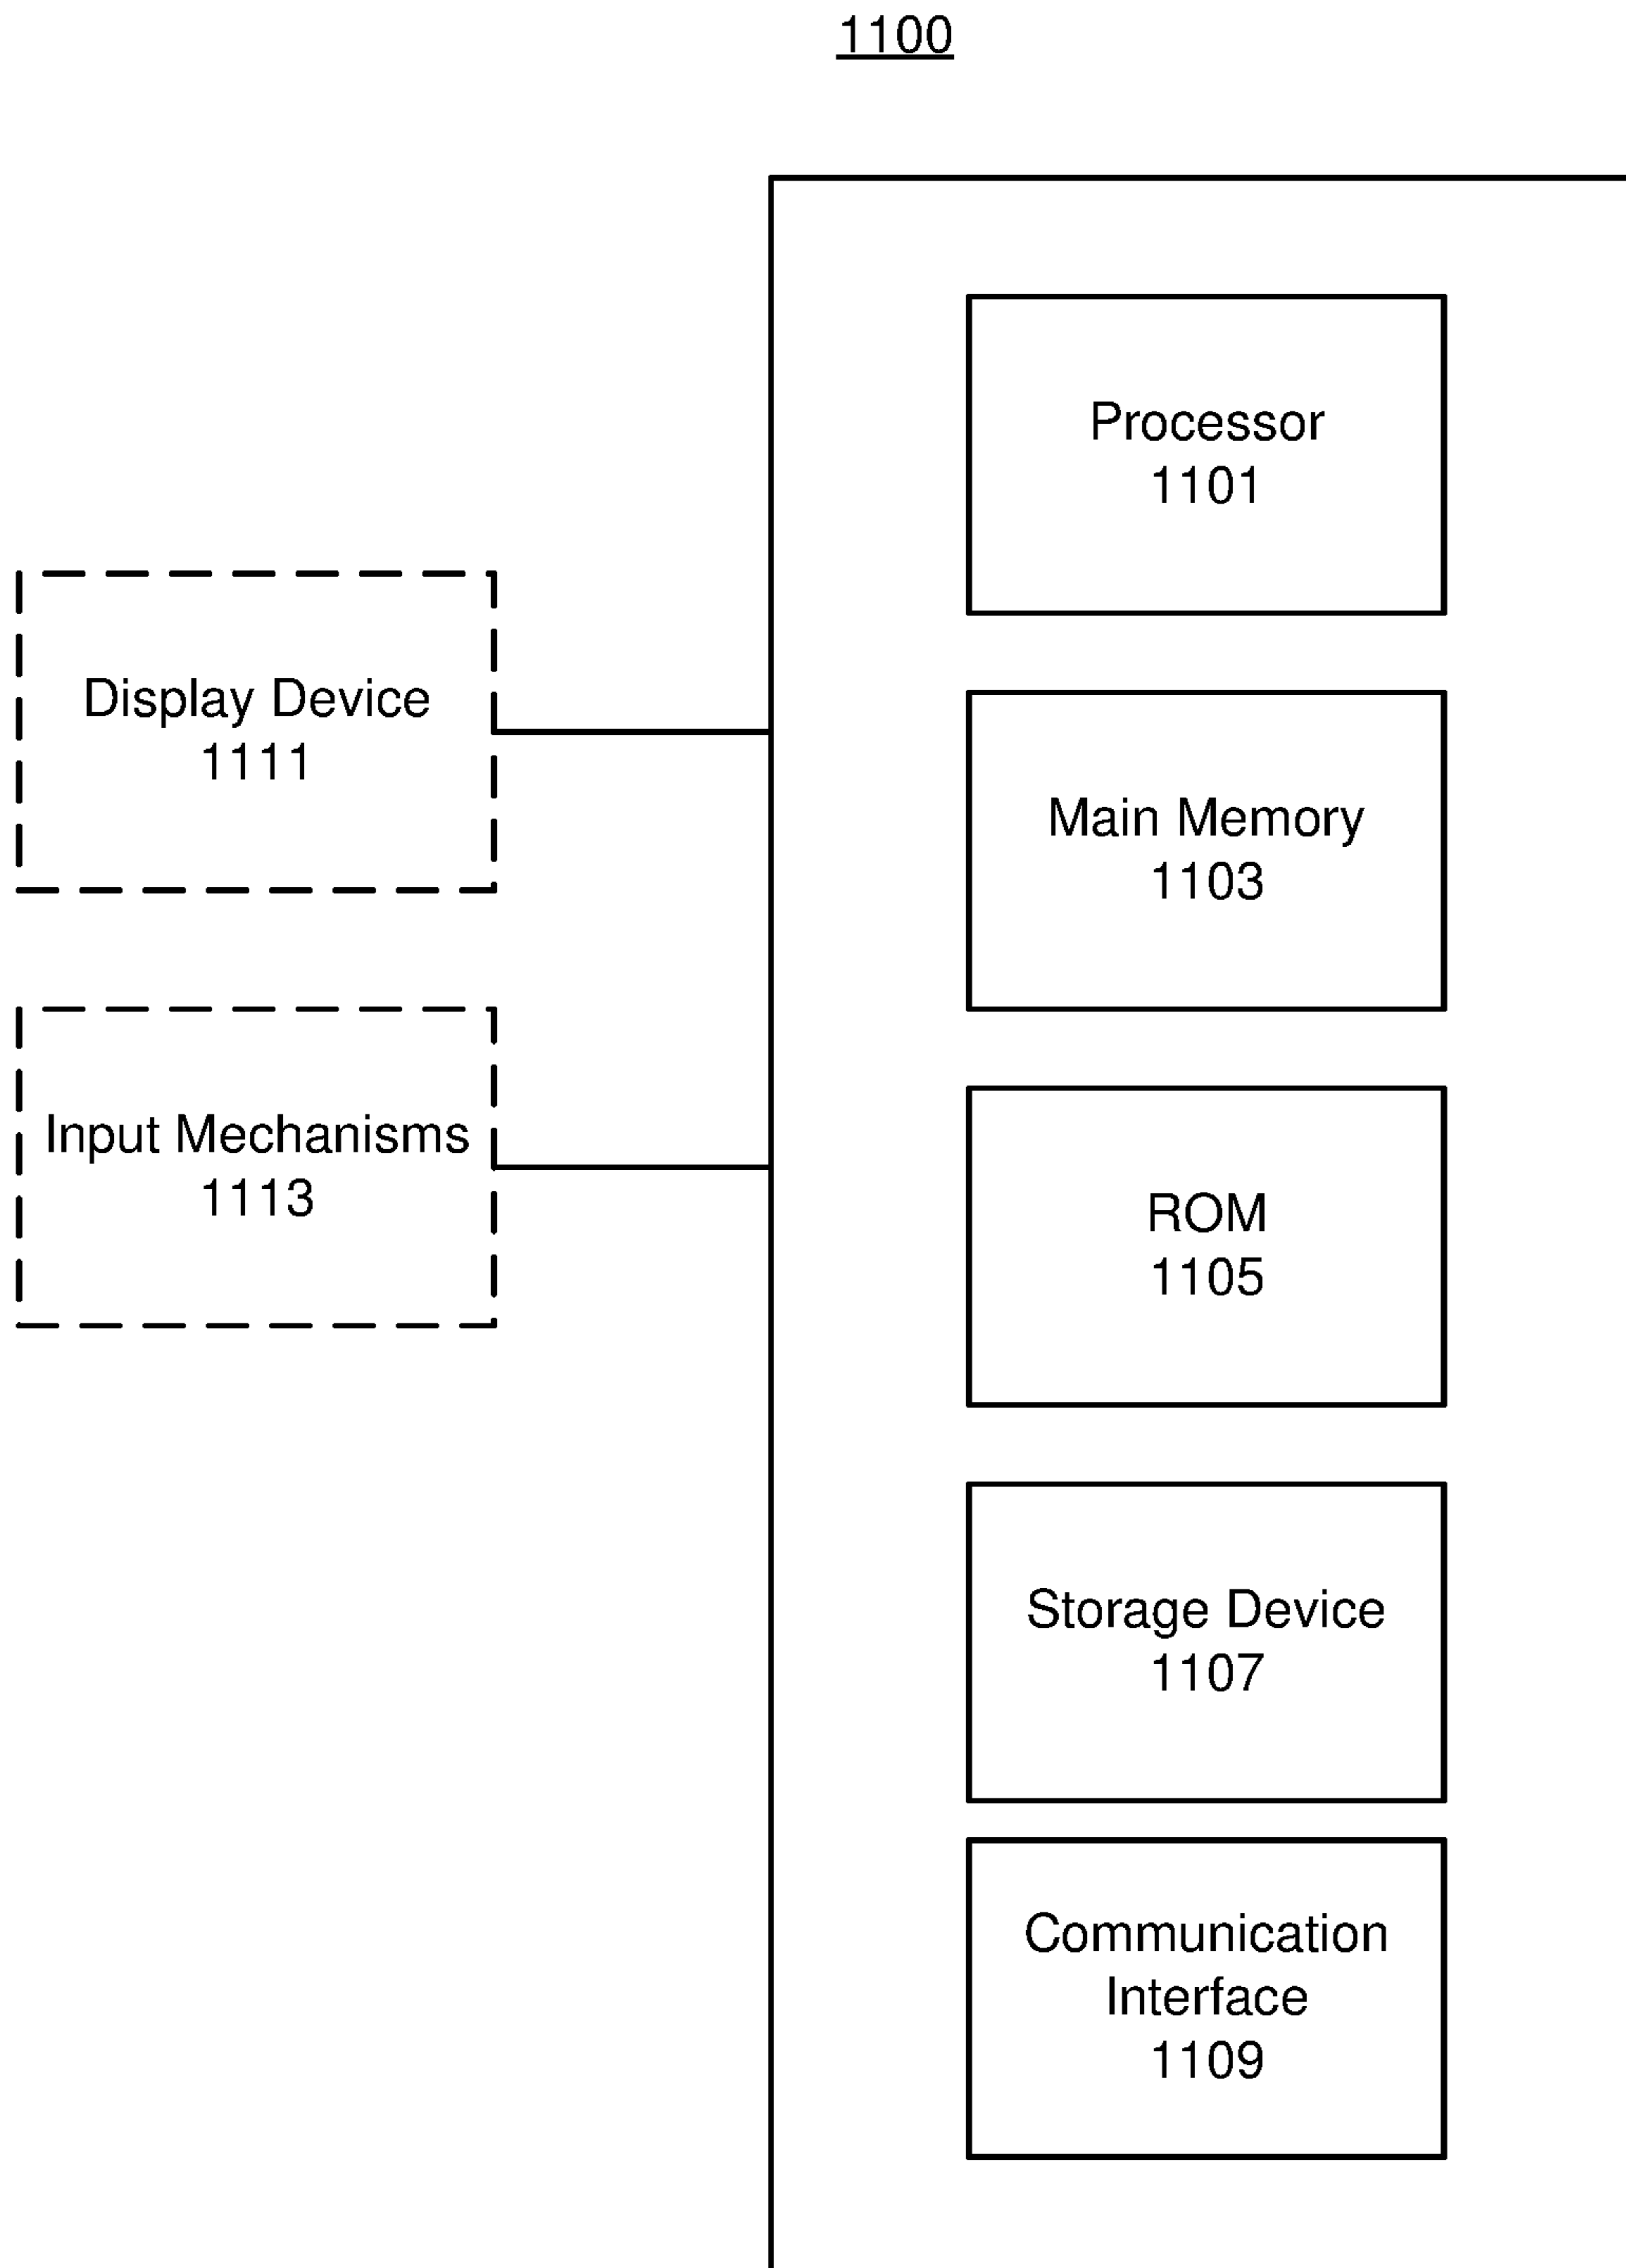 1100
Processor
1101
Display Device
1111
Main Memory
1103
Input Mechanisms
1113
ROM
1105
Storage Device
1107
Communication
Interface
1109